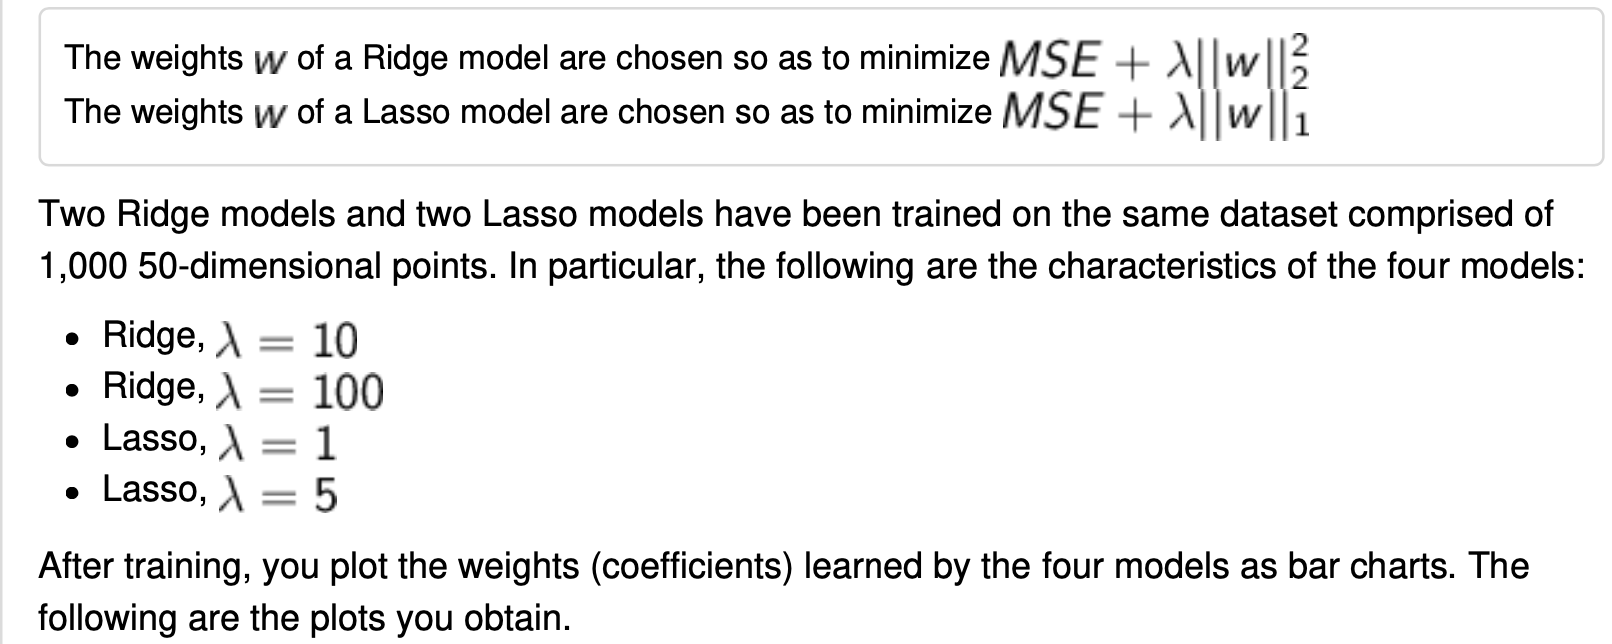 The weights w of a Ridge model are chosen so as to minimize MSE + λ||w||₂²
The weights w of a Lasso model are chosen so as to minimize MSE + λ||w||₁
Two Ridge models and two Lasso models have been trained on the same dataset comprised of
1,000 50-dimensional points. In particular, the following are the characteristics of the four models:
• Ridge, λ = 10
• Ridge, λ = 100
• Lasso, λ = 1
• Lasso, λ = 5
After training, you plot the weights (coefficients) learned by the four models as bar charts. The
following are the plots you obtain.